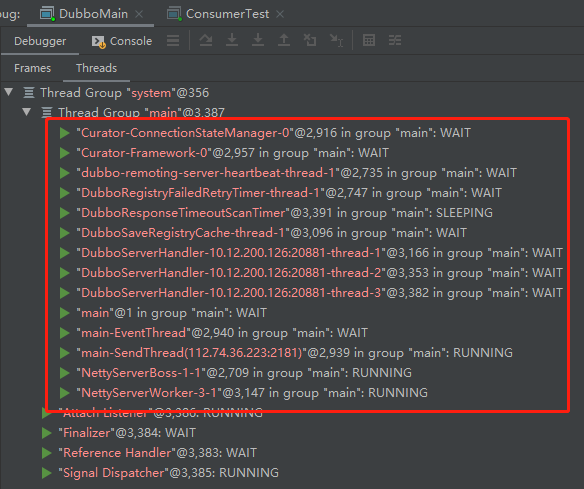 bug: DubboMain × ConsumerTest ×
Debugger Console
Frames Threads
Thread Group "system"@356
Thread Group "main"@3,387
"Curator-ConnectionStateManager-0"@2,916 in group "main": WAIT
"Curator-Framework-0"@2,957 in group "main": WAIT
"dubbo-remoting-server-heartbeat-thread-1"@2,735 in group "main": WAIT
"DubboRegistryFailedRetryTimer-thread-1"@2,747 in group "main": WAIT
"DubboResponseTimeoutScanTimer"@3,391 in group "main": SLEEPING
"DubboSaveRegistryCache-thread-1"@3,096 in group "main": WAIT
"DubboServerHandler-10.12.200.126:20881-thread-1"@3,166 in group "main": WAIT
"DubboServerHandler-10.12.200.126:20881-thread-2"@3,353 in group "main": WAIT
"DubboServerHandler-10.12.200.126:20881-thread-3"@3,382 in group "main": WAIT
"main"@1 in group "main": WAIT
"main-EventThread"@2,940 in group "main": WAIT
"main-SendThread(112.74.36.223:2181)"@2,939 in group "main": RUNNING
"NettyServerBoss-1-1"@2,709 in group "main": RUNNING
"NettyServerWorker-3-1"@3,147 in group "main": RUNNING
"Attach Listener"@3,386: RUNNING
"Finalizer"@3,384: WAIT
"Reference Handler"@3,383: WAIT
"Signal Dispatcher"@3,385: RUNNING